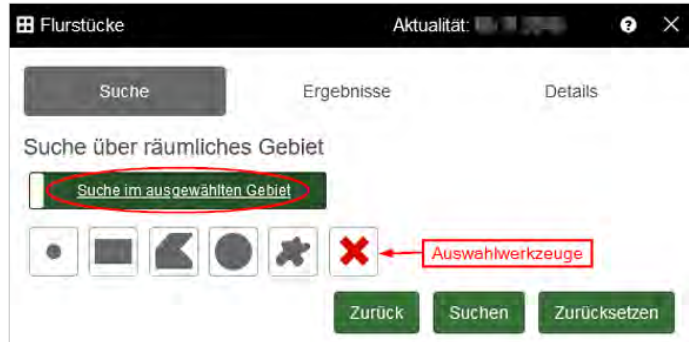 Flurstücke Aktualität:
Suche Ergebnisse Details
Suche über räumliches Gebiet
Suche im ausgewählten Gebiet
Auswahlwerkzeuge
Zurück Suchen Zurücksetzen